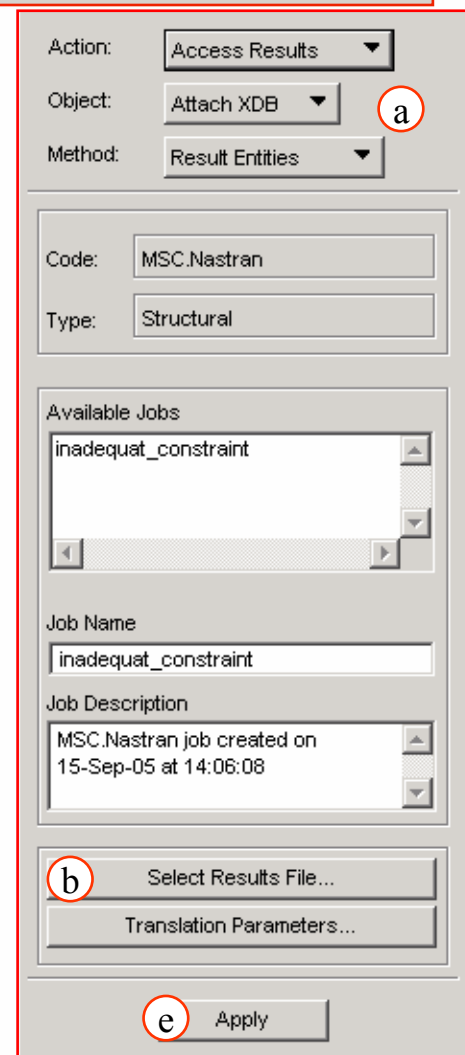 Action: Access Results
Object: Attach XDB a
Method: Result Entities
Code: MSC.Nastran
Type: Structural
Available Jobs
inadequat_constraint
Job Name
inadequat_constraint
Job Description
MSC.Nastran job created on
15-Sep-05 at 14:06:08
b Select Results File...
Translation Parameters...
e Apply